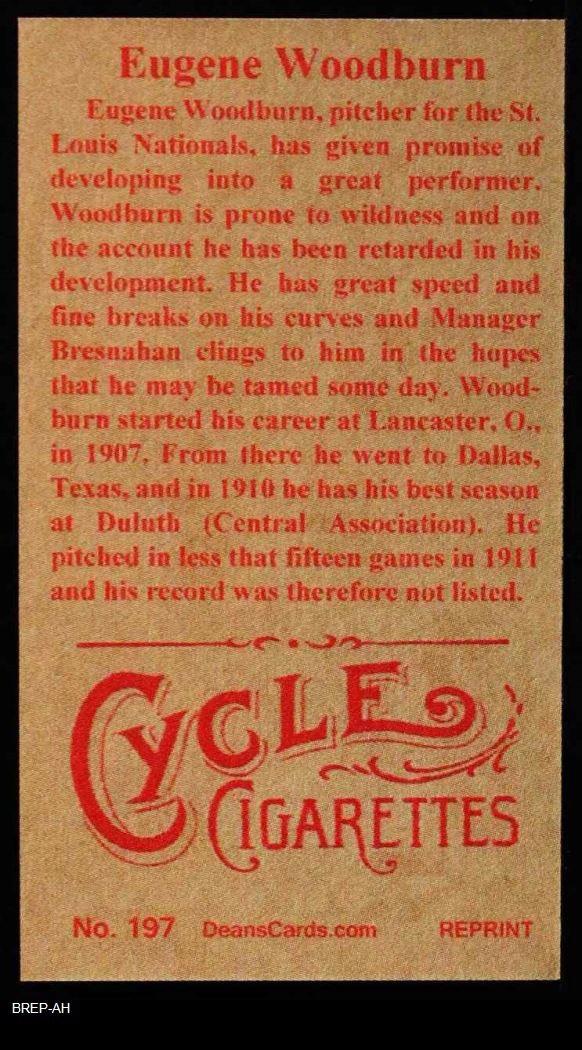 Eugene Woodburn
Eugene Woodburn, pitcher for the St.
Louis Nationals, has given promise of
developing into a great performer.
Woodburn is prone to wildness and on
the account he has been retarded in his
development. He has great speed and
fine breaks on his curves and Manager
Bresnahan clings to him in the hopes
that he may be tamed some day. Wood-
burn started his career at Lancaster, O.,
in 1907. From there he went to Dallas,
Texas, and in 1910 he has his best season
at Duluth (Central Association). He
pitched in less that fifteen games in 1911
and his record was therefore not listed.
CYCLE
CIGARETTES
No. 197 DeansCards.com REPRINT
BREP-AH